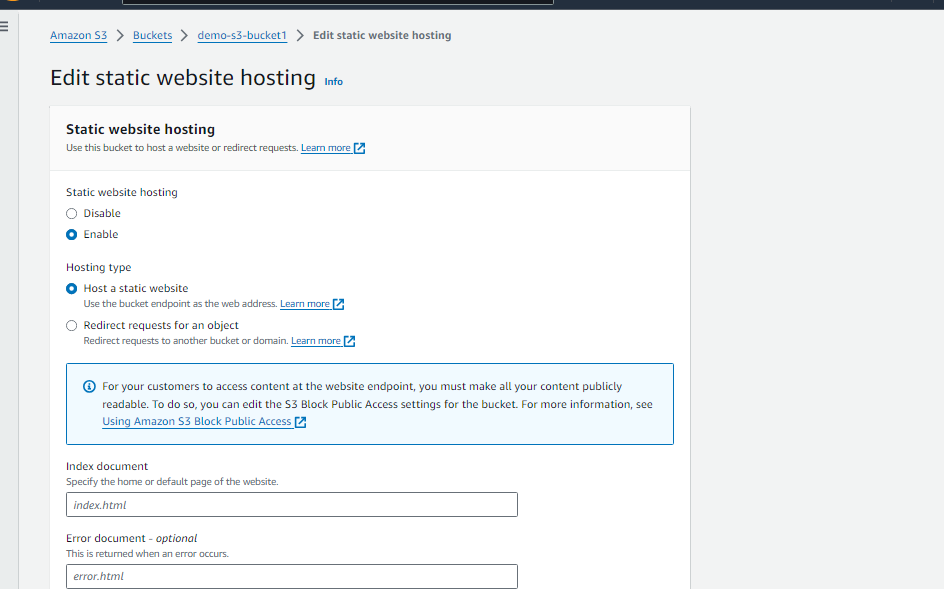 Amazon S3 > Buckets > demo-s3-bucket1 > Edit static website hosting
Edit static website hosting Info
Static website hosting
Use this bucket to host a website or redirect requests. Learn more
Static website hosting
Disable
Enable
Hosting type
Host a static website
Use the bucket endpoint as the web address. Learn more
Redirect requests for an object
Redirect requests to another bucket or domain. Learn more
For your customers to access content at the website endpoint, you must make all your content publicly
readable. To do so, you can edit the S3 Block Public Access settings for the bucket. For more information, see
Using Amazon S3 Block Public Access
Index document
Specify the home or default page of the website.
index.html
Error document - optional
This is returned when an error occurs.
error.html